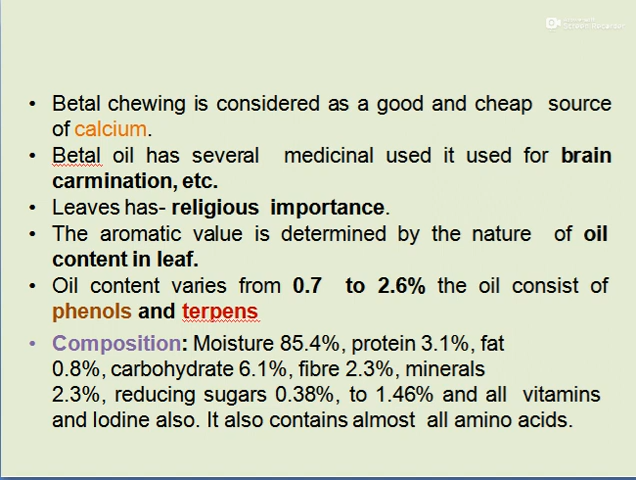 • Betal chewing is considered as a good and cheap source
of calcium.
• Betal oil has several medicinal used it used for brain
carmination, etc.
• Leaves has- religious importance.
• The aromatic value is determined by the nature of oil
content in leaf.
• Oil content varies from 0.7 to 2.6% the oil consist of
phenols and terpens
• Composition: Moisture 85.4%, protein 3.1%, fat
0.8%, carbohydrate 6.1%, fibre 2.3%, minerals
2.3%, reducing sugars 0.38%, to 1.46% and all vitamins
and Iodine also. It also contains almost all amino acids.